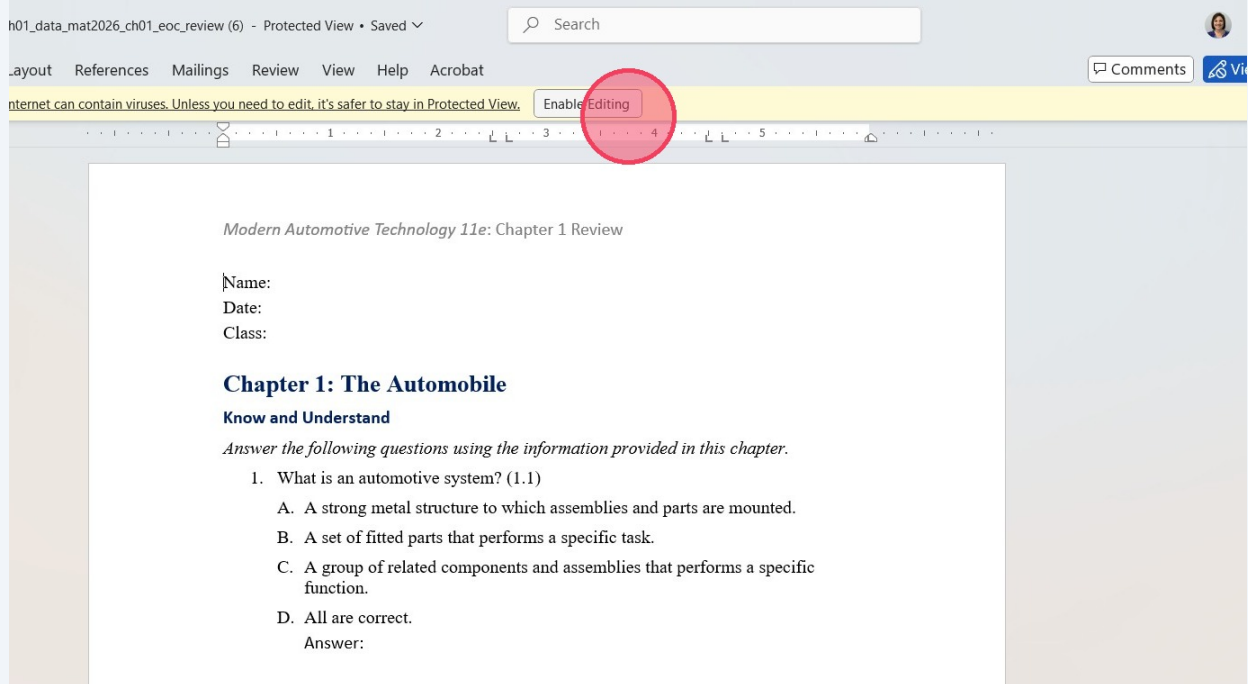 h01_data_mat2026_ch01_eoc_review (6) - Protected View • Saved
Search
Layout References Mailings Review View Help Acrobat
Comments
nternet can contain viruses. Unless you need to edit, it's safer to stay in Protected View. Enable Editing
1 2 3 4 5
Modern Automotive Technology 11e: Chapter 1 Review
Name:
Date:
Class:
Chapter 1: The Automobile
Know and Understand
Answer the following questions using the information provided in this chapter.
1. What is an automotive system? (1.1)
A. A strong metal structure to which assemblies and parts are mounted.
B. A set of fitted parts that performs a specific task.
C. A group of related components and assemblies that performs a specific
function.
D. All are correct.
Answer: